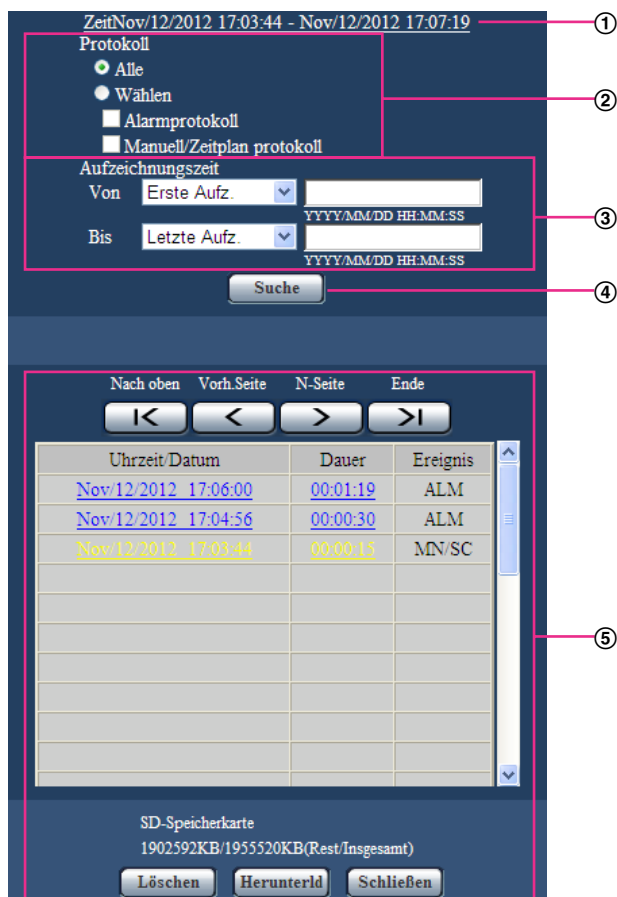 ZeitNov/12/2012 17:03:44 - Nov/12/2012 17:07:19 ①
Protokoll
Alle
Wählen ②
Alarmprotokoll
Manuell/Zeitplan protokoll
Aufzeichnungszeit
Von Erste Aufz.
YYYY/MM/DD HH:MM:SS ③
Bis Letzte Aufz.
YYYY/MM/DD HH:MM:SS
Suche ④
Nach oben Vorh.Seite N-Seite Ende
Uhrzeit/Datum Dauer Ereignis
Nov/12/2012 17:06:00 00:01:19 ALM
Nov/12/2012 17:04:56 00:00:30 ALM
Nov/12/2012 17:03:44 00:00:15 MN/SC
⑤
SD-Speicherkarte
1902592KB/1955520KB(Rest/Insgesamt)
Löschen Herunterld Schließen